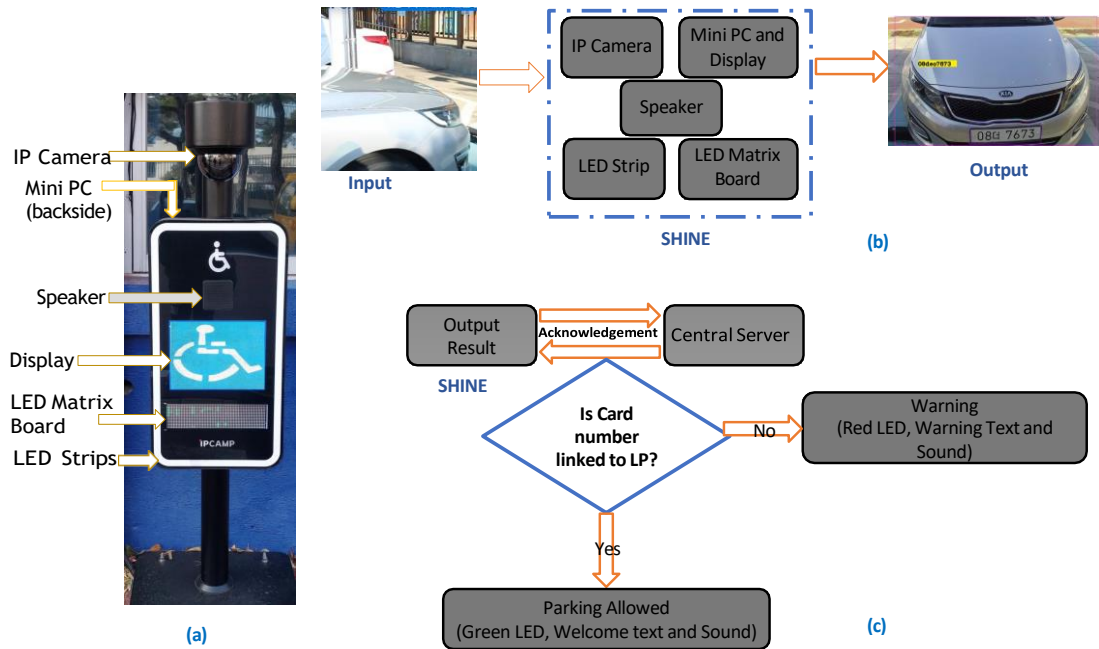 IP Camera
Mini PC
(backside)
Speaker
Display
LED Matrix
Board
LED Strips
IPCAMP
(a)
Input
IP Camera
Mini PC and
Display
Speaker
LED Strip
LED Matrix
Board
SHINE
08다 7673
KIA
Output
(b)
Output
Result
Acknowledgement
Central Server
SHINE
Is Card
number
linked to LP?
No
Warning
(Red LED, Warning Text and
Sound)
Yes
Parking Allowed
(Green LED, Welcome text and Sound)
(c)